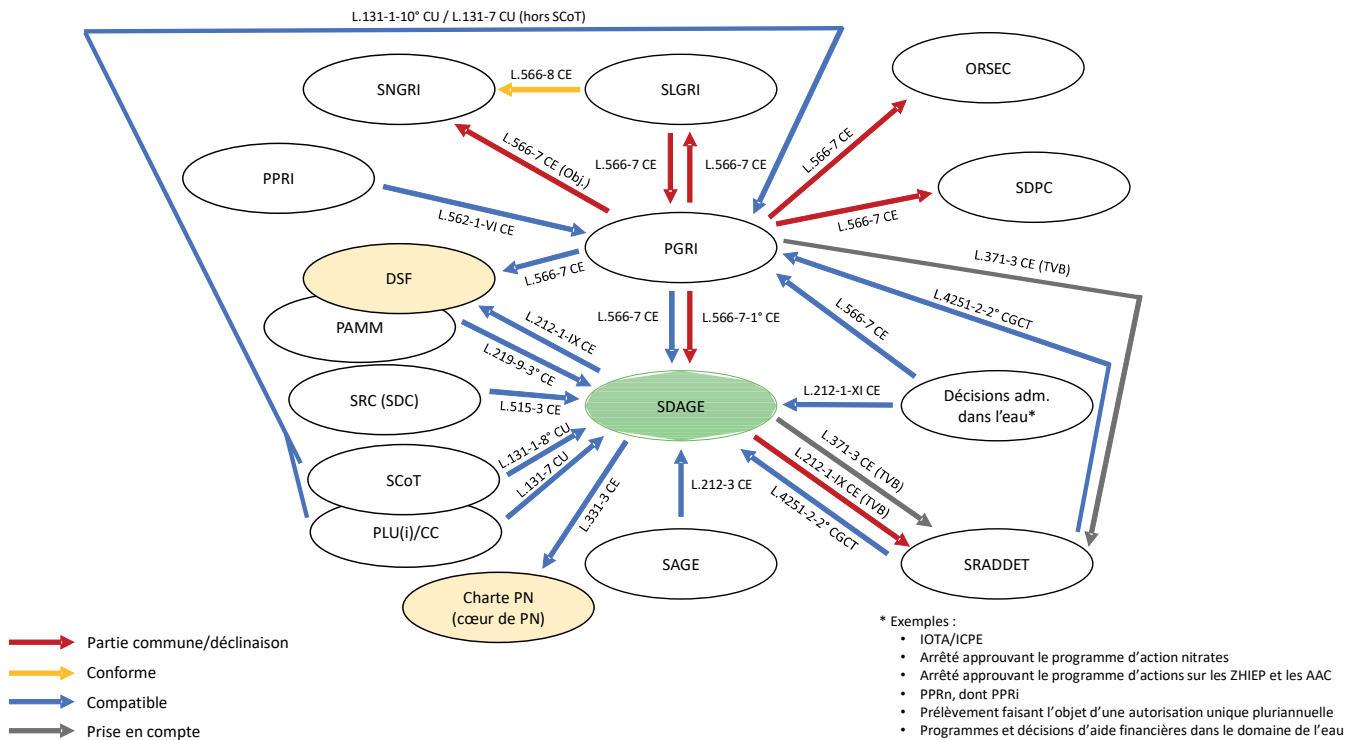 L.131-1-10° CU / L.131-7 CU (hors SCoT)
SNGRI
L.566-8 CE
SLGRI
ORSEC
L.566-7 CE (Obj.)
L.566-7 CE
L.566-7 CE
L.566-7 CE
PPRI
SDPC
L.562-1-VI CE
L.566-7 CE
PGRI
L.371-3 CE (TVB)
DSF
L.566-7 CE
L.4251-2-2° CGCT
PAMM
L.212-1-IX CE
L.566-7 CE
L.566-7-1° CE
L.566-7 CE
L.219-9-3° CE
SRC (SDC)
L.515-3 CE
SDAGE
L.212-1-XI CE
Décisions adm.
dans l’eau*
L.131-1-8° CU
L.131-7 CU
L.371-3 CE (TVB)
L.212-1-IX CE (TVB)
L.4251-2-2° CGCT
SCoT
L.331-3 CE
L.212-3 CE
PLU(i)/CC
SAGE
SRADDET
Charte PN
(cœur de PN)
Partie commune/déclinaison
Conforme
Compatible
Prise en compte
* Exemples :
• IOTA/ICPE
• Arrêté approuvant le programme d’action nitrates
• Arrêté approuvant le programme d’actions sur les ZHIEP et les AAC
• PPRn, dont PPRi
• Prélèvement faisant l’objet d’une autorisation unique pluriannuelle
• Programmes et décisions d’aide financières dans le domaine de l’eau